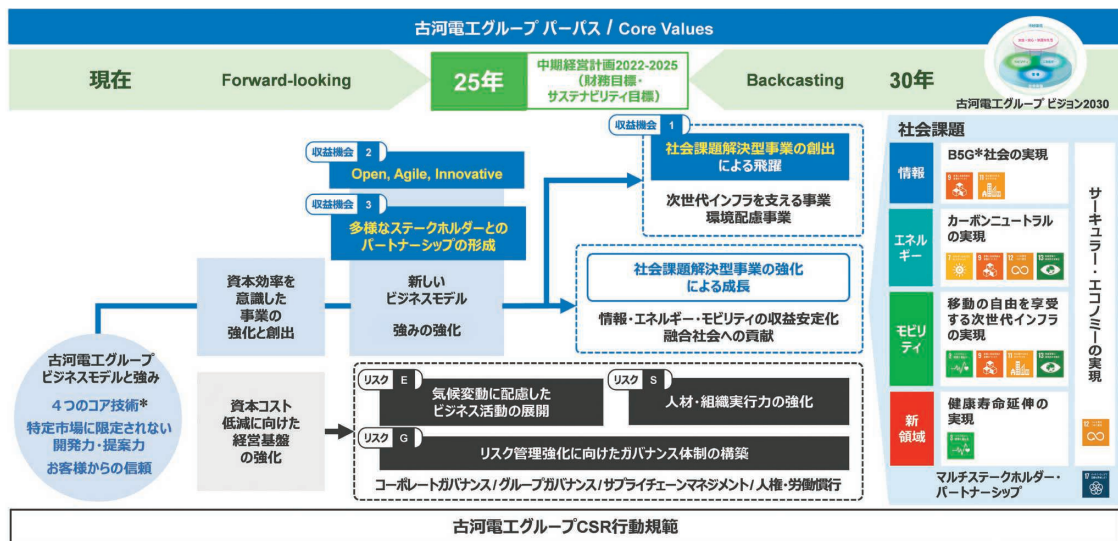 古河電工グループ パーパス / Core Values
現在
Forward-looking
25年
中期経営計画2022-2025
(財務目標・
サステナビリティ目標)
Backcasting
30年
古河電工グループ ビジョン2030
収益機会 2
Open, Agile, Innovative
収益機会 3
多様なステークホルダーとの
パートナーシップの形成
収益機会 1
社会課題解決型事業の創出
による飛躍
次世代インフラを支える事業
環境配慮事業
資本効率を
意識した
事業の
強化と創出
新しい
ビジネスモデル
強みの強化
社会課題解決型事業の強化
による成長
情報・エネルギー・モビリティの収益安定化
融合社会への貢献
古河電工グループ
ビジネスモデルと強み
4つのコア技術*
特定市場に限定されない
開発力・提案力
お客様からの信頼
資本コスト
低減に向けた
経営基盤
の強化
リスク E
気候変動に配慮した
ビジネス活動の展開
リスク S
人材・組織実行力の強化
リスク G
リスク管理強化に向けたガバナンス体制の構築
コーポレートガバナンス/グループガバナンス/サプライチェーンマネジメント/人権・労働慣行
社会課題
情報
B5G*社会の実現
9
11
エネル
ギー
カーボンニュートラル
の実現
7
9
12
13
モビリ
ティ
移動の自由を享受
する次世代インフラ
の実現
3
9
11
13
新
領域
健康寿命延伸の
実現
3
サーキュラー・エコノミーの実現
12
マルチステークホルダー・
パートナーシップ
17
古河電工グループCSR行動規範